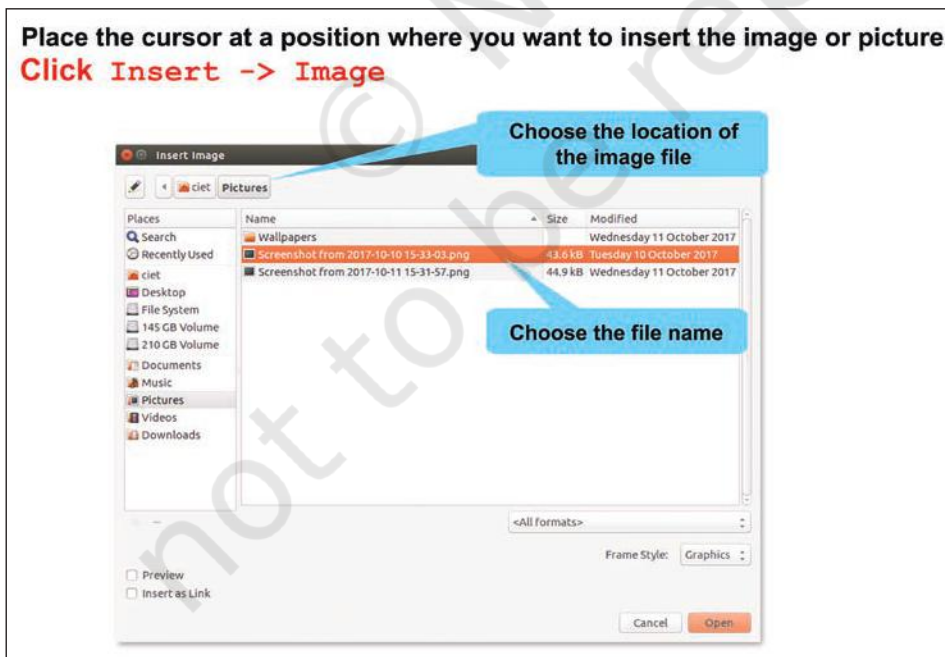 Place the cursor at a position where you want to insert the image or picture
Click Insert -> Image
Choose the location of
the image file
Insert Image
ciet Pictures
Places Name Size Modified
Search Wallpapers Wednesday 11 October 2017
Recently Used Screenshot from 2017-10-10 15-33-03.png 43.6 kB Tuesday 10 October 2017
ciet Screenshot from 2017-10-11 15-31-57.png 44.9 kB Wednesday 11 October 2017
Desktop
File System
145 GB Volume
Choose the file name
210 GB Volume
Documents
Music
Pictures
Videos
Downloads
<All formats>
Frame Style: Graphics
Preview
Insert as Link
Cancel Open
© N
not to be rep